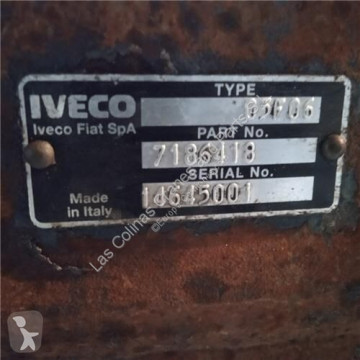 TYPE
IVECO
Iveco Fiat SpA
PART No.
7186418
SERIAL No.
14645001
Made
in Italy
Las Colinas